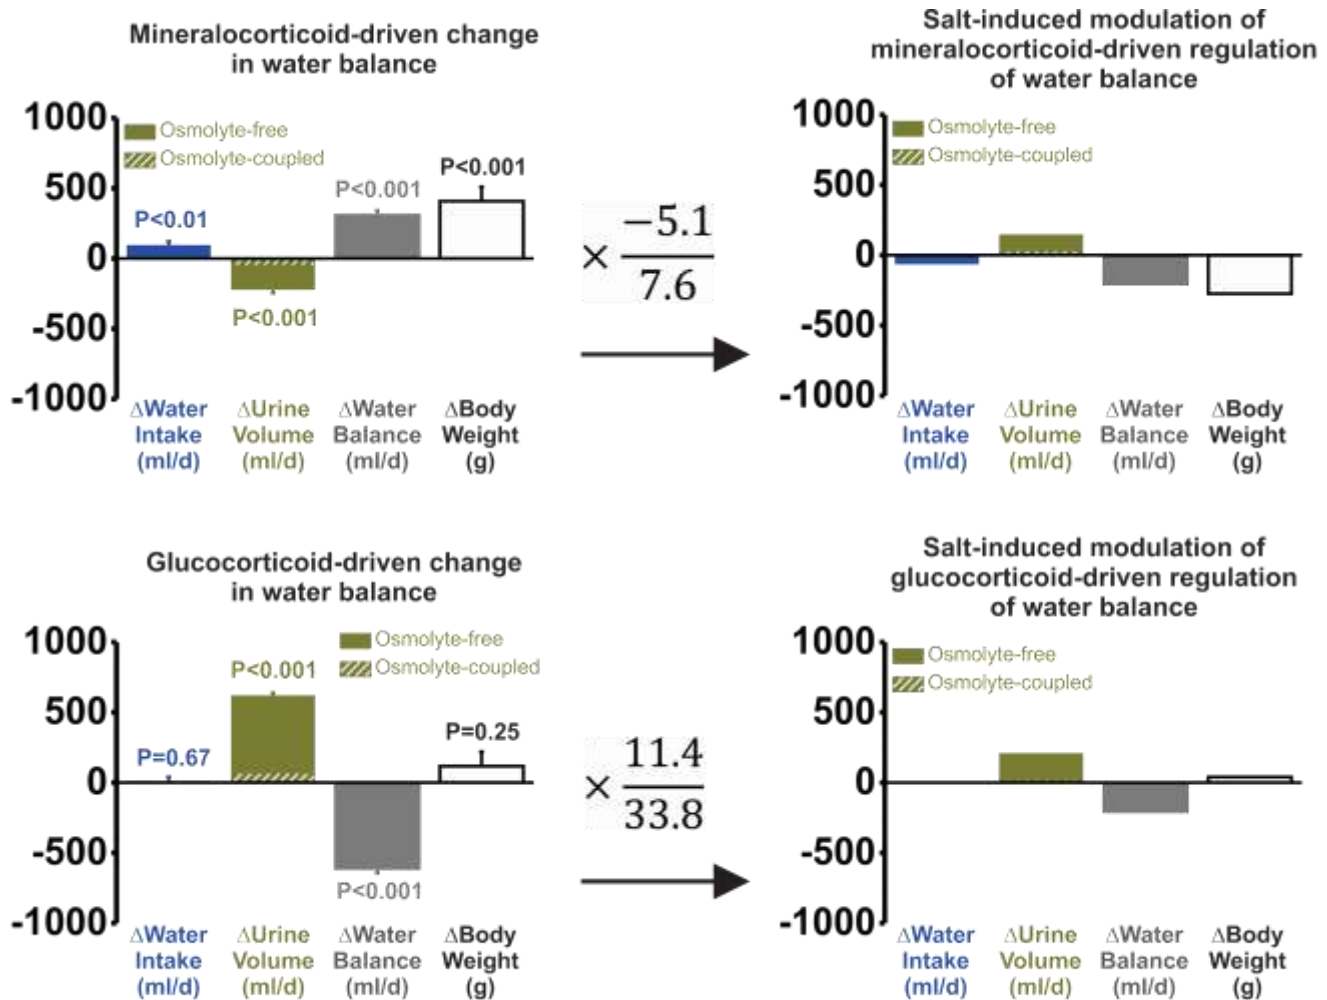 Mineralocorticoid-driven change
in water balance
1000
500
0
-500
-1000
Osmolyte-free
Osmolyte-coupled
P<0.01
P<0.001
P<0.001
P<0.001
ΔWater
Intake
(ml/d)
ΔUrine
Volume
(ml/d)
ΔWater
Balance
(ml/d)
ΔBody
Weight
(g)
× −5.1
7.6
Salt-induced modulation of
mineralocorticoid-driven regulation
of water balance
1000
500
0
-500
-1000
Osmolyte-free
Osmolyte-coupled
ΔWater
Intake
(ml/d)
ΔUrine
Volume
(ml/d)
ΔWater
Balance
(ml/d)
ΔBody
Weight
(g)
Glucocorticoid-driven change
in water balance
1000
500
0
-500
-1000
Osmolyte-free
Osmolyte-coupled
P=0.67
P<0.001
P<0.001
P=0.25
ΔWater
Intake
(ml/d)
ΔUrine
Volume
(ml/d)
ΔWater
Balance
(ml/d)
ΔBody
Weight
(g)
× 11.4
33.8
Salt-induced modulation of
glucocorticoid-driven regulation
of water balance
1000
500
0
-500
-1000
Osmolyte-free
Osmolyte-coupled
ΔWater
Intake
(ml/d)
ΔUrine
Volume
(ml/d)
ΔWater
Balance
(ml/d)
ΔBody
Weight
(g)